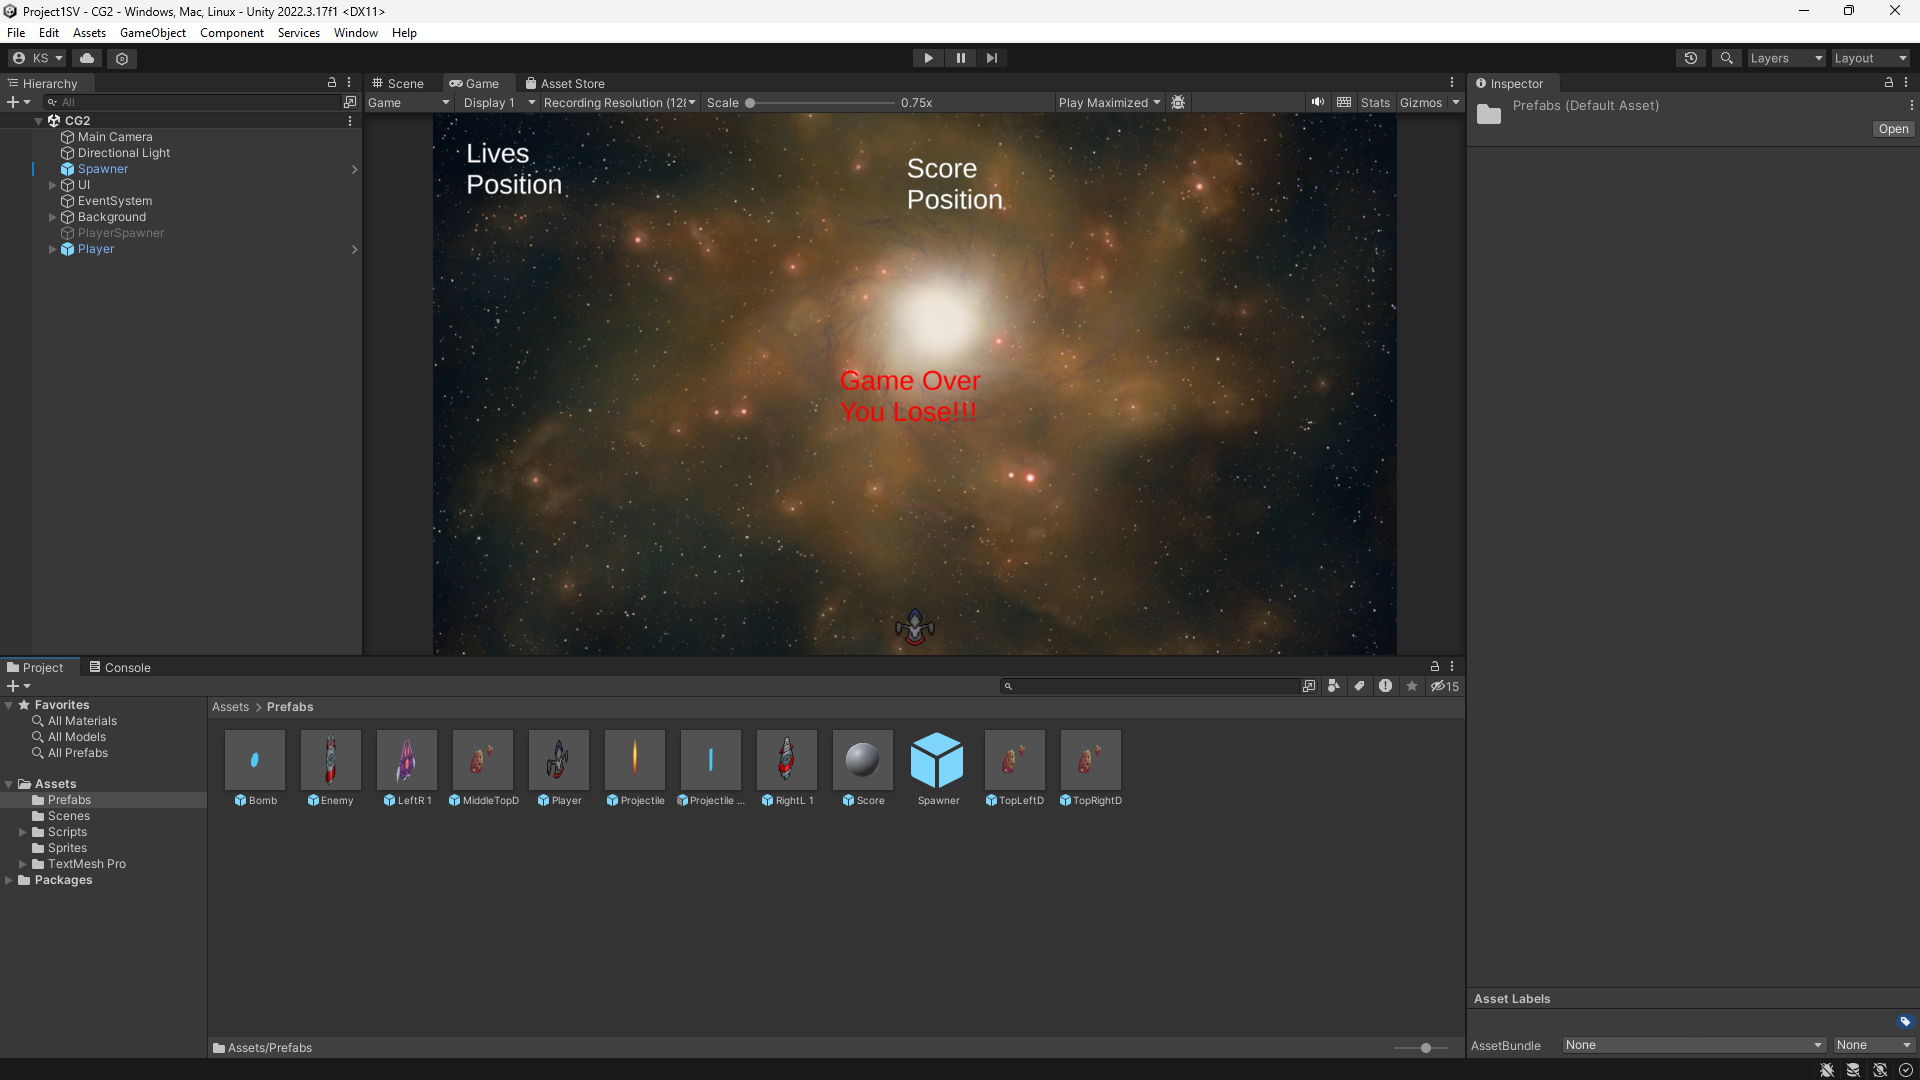 Project1SV - CG2 - Windows, Mac, Linux - Unity 2022.3.17f1 <DX11>
File Edit Assets GameObject Component Services Window Help
KS
Layers
Layout
Hierarchy
All
CG2
Main Camera
Directional Light
Spawner
UI
EventSystem
Background
PlayerSpawner
Player
Scene
Game
Asset Store
Game
Display 1
Recording Resolution (128
Scale
0.75x
Play Maximized
Stats
Gizmos
Lives
Position
Score
Position
Game Over
You Lose!!!
Inspector
Prefabs (Default Asset)
Open
Project
Console
15
Favorites
All Materials
All Models
All Prefabs
Assets
Prefabs
Scenes
Scripts
Sprites
TextMesh Pro
Packages
Assets > Prefabs
Bomb
Enemy
LeftR 1
MiddleTopD
Player
Projectile
Projectile ...
RightL 1
Score
Spawner
TopLeftD
TopRightD
Assets/Prefabs
Asset Labels
AssetBundle
None
None